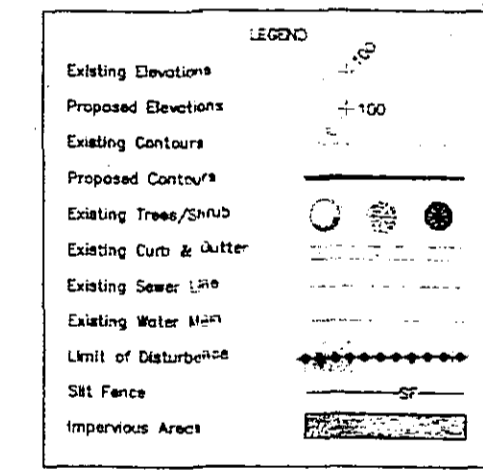 LEGEND
Existing Elevations 100
Proposed Elevations 100
Existing Contours
Proposed Contours
Existing Trees/Shrub
Existing Curb & Gutter
Existing Sewer Line
Existing Water Main
Limit of Disturbance
Silt Fence SF
Impervious Areas